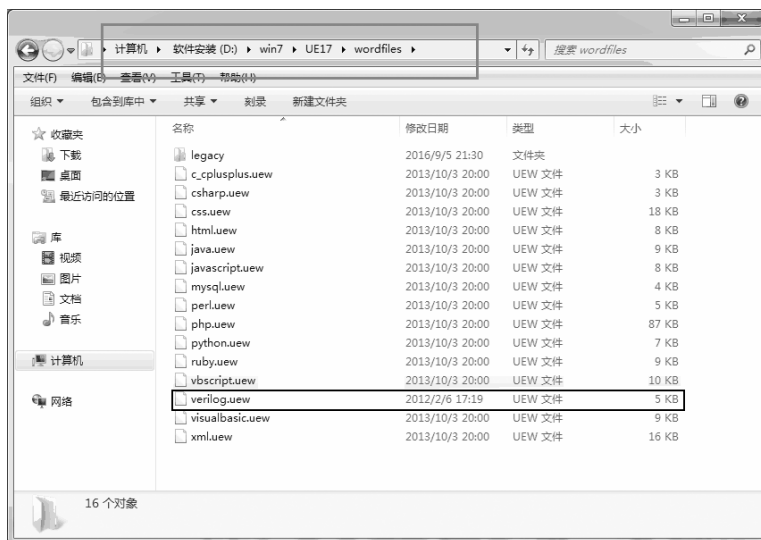 计算机 ▸ 软件安装 (D:) ▸ win7 ▸ UE17 ▸ wordfiles ▸ 搜索 wordfiles
文件(F) 编辑(E) 查看(V) 工具(T) 帮助(H)
组织 包含到库中 共享 刻录 新建文件夹
收藏夹
下载
桌面
最近访问的位置
库
视频
图片
文档
音乐
计算机
网络
名称 修改日期 类型 大小
legacy 2016/9/5 21:30 文件夹
c_cplusplus.uew 2013/10/3 20:00 UEW 文件 3 KB
csharp.uew 2013/10/3 20:00 UEW 文件 3 KB
css.uew 2013/10/3 20:00 UEW 文件 18 KB
html.uew 2013/10/3 20:00 UEW 文件 8 KB
java.uew 2013/10/3 20:00 UEW 文件 9 KB
javascript.uew 2013/10/3 20:00 UEW 文件 8 KB
mysql.uew 2013/10/3 20:00 UEW 文件 4 KB
perl.uew 2013/10/3 20:00 UEW 文件 5 KB
php.uew 2013/10/3 20:00 UEW 文件 87 KB
python.uew 2013/10/3 20:00 UEW 文件 7 KB
ruby.uew 2013/10/3 20:00 UEW 文件 9 KB
vbscript.uew 2013/10/3 20:00 UEW 文件 10 KB
verilog.uew 2012/2/6 17:19 UEW 文件 5 KB
visualbasic.uew 2013/10/3 20:00 UEW 文件 9 KB
xml.uew 2013/10/3 20:00 UEW 文件 16 KB
16 个对象